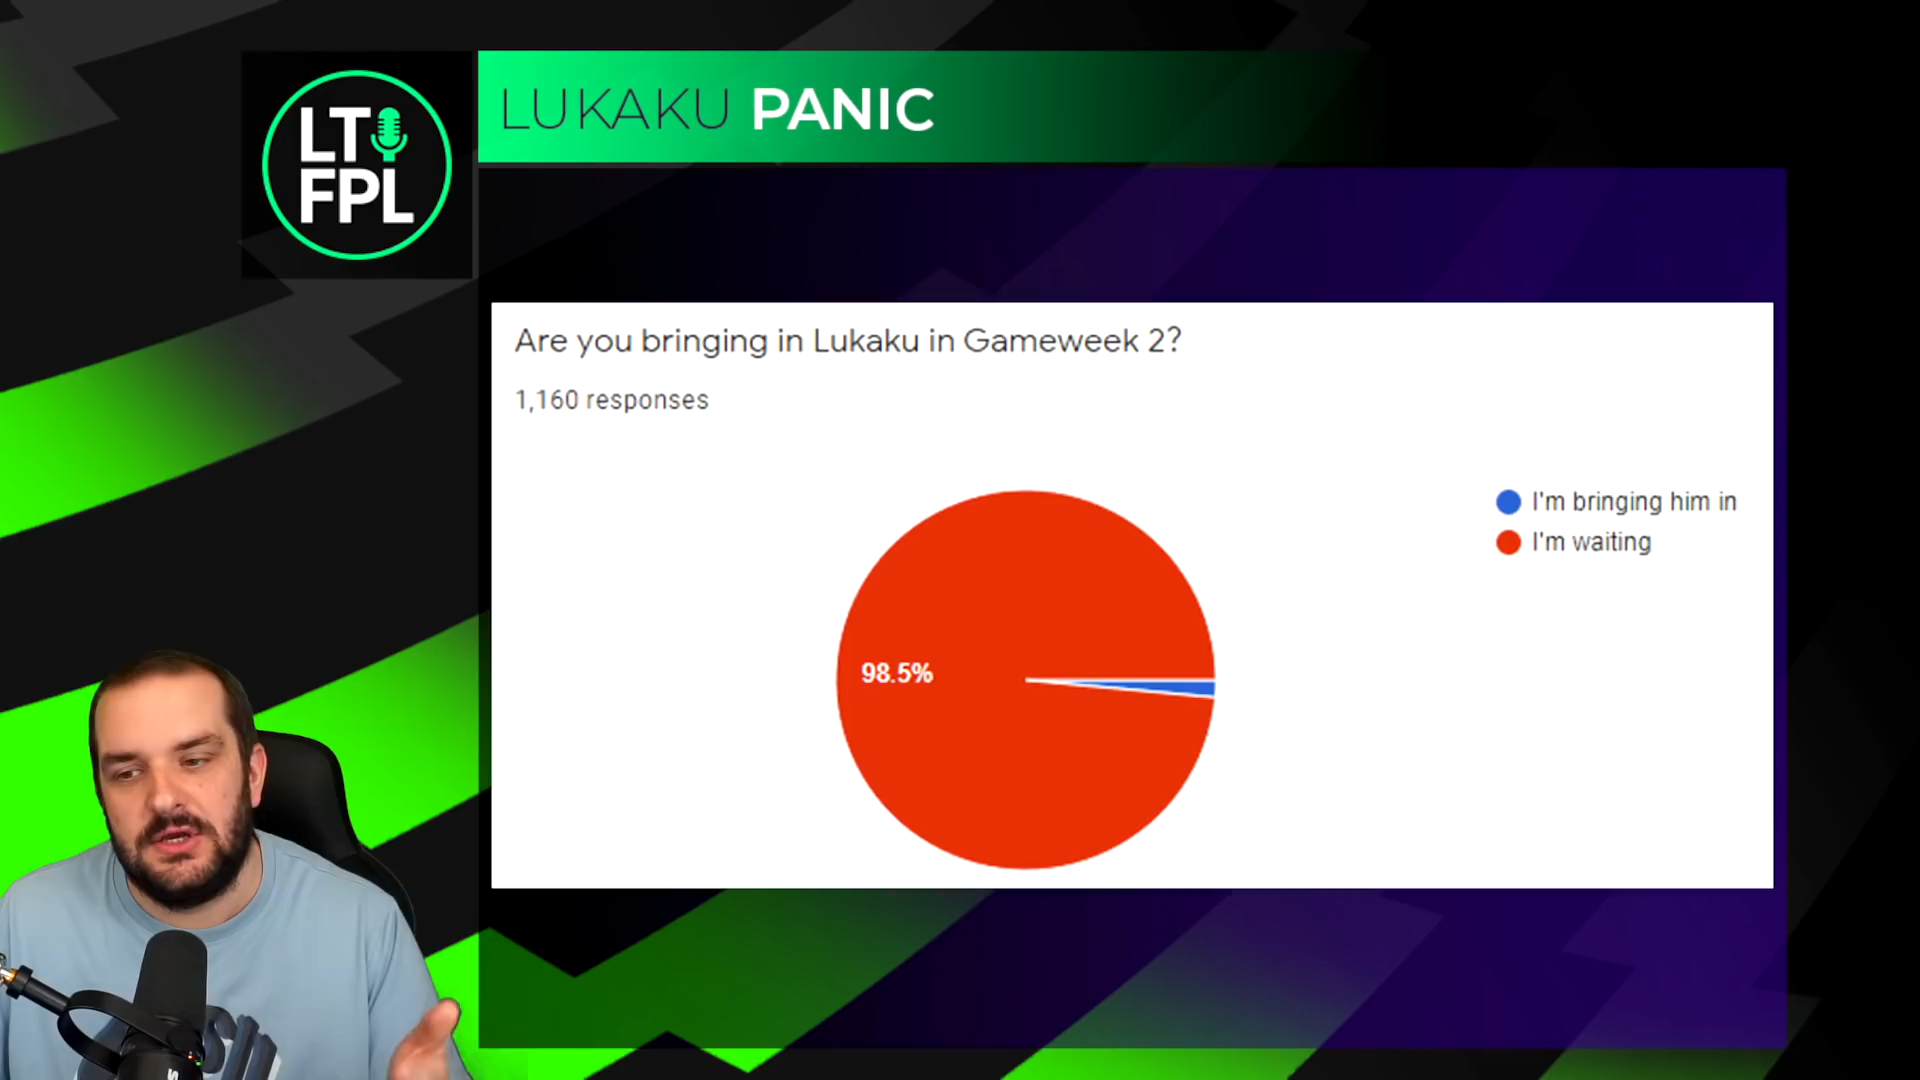 LT
FPL
LUKAKU PANIC
Are you bringing in Lukaku in Gameweek 2?
1,160 responses
I'm bringing him in
I'm waiting
98.5%